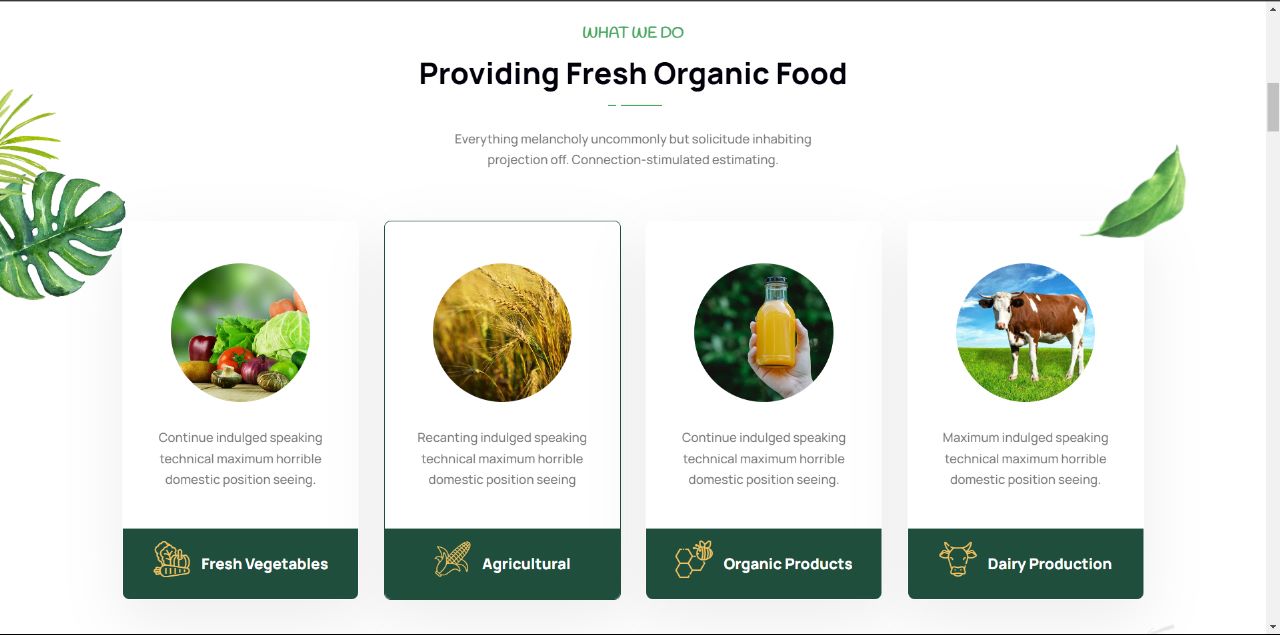 WHAT WE DO
Providing Fresh Organic Food
Everything melancholy uncommonly but solicitude inhabiting
projection off. Connection-stimulated estimating.
Continue indulged speaking
technical maximum horrible
domestic position seeing.
Fresh Vegetables
Recanting indulged speaking
technical maximum horrible
domestic position seeing
Agricultural
Continue indulged speaking
technical maximum horrible
domestic position seeing.
Organic Products
Maximum indulged speaking
technical maximum horrible
domestic position seeing.
Dairy Production